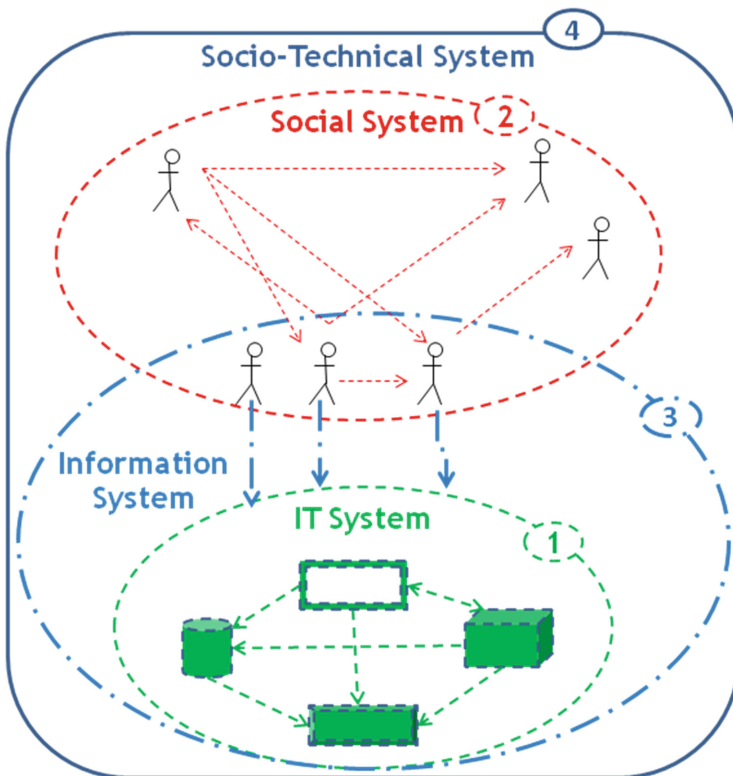 4
Socio-Technical System
Social System
2
3
Information
System
IT System
1